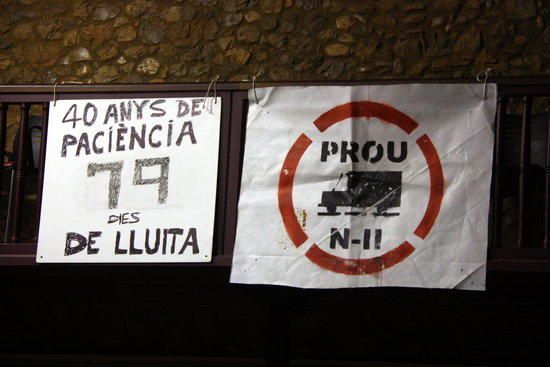 40 ANYS DE
PACIÈNCIA
79
DIES
DE LLUITA
PROU
N-II